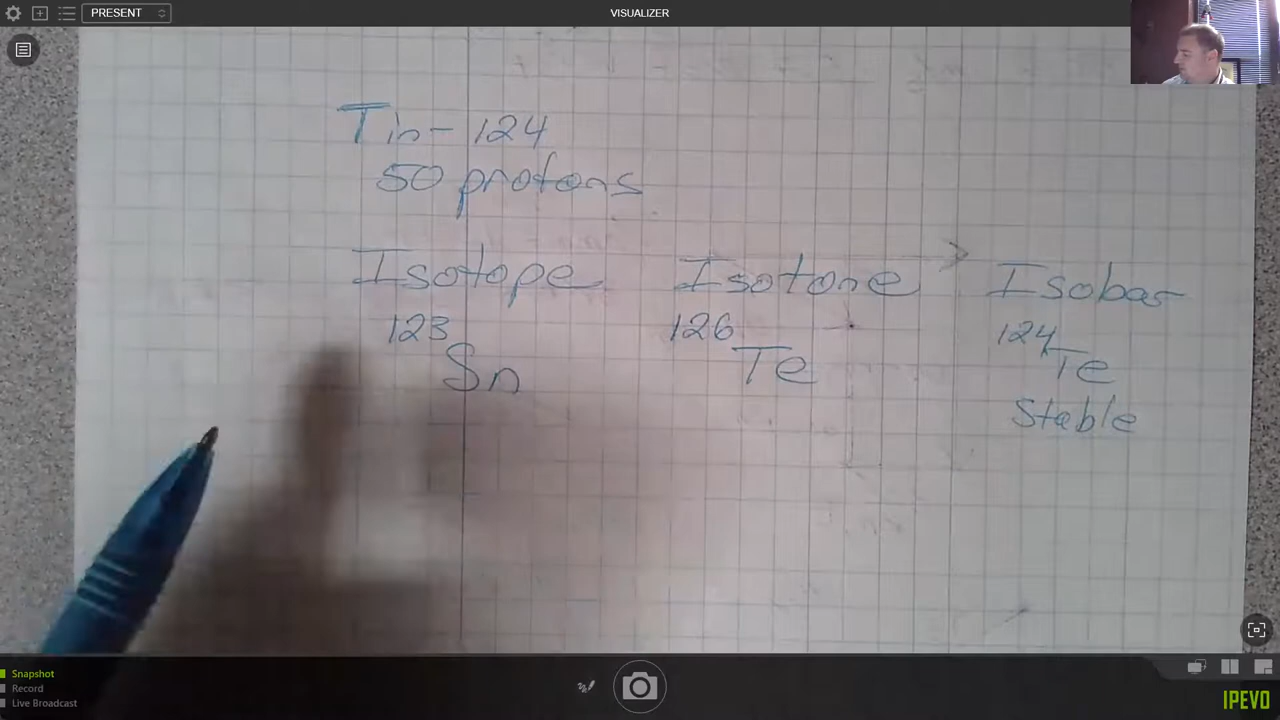 PRESENT
VISUALIZER
Tin-124
50 protons
Isotope Isotone Isobar
123 Sn 126 Te 124 Te
Stable
Snapshot
Record
Live Broadcast
IPEVO